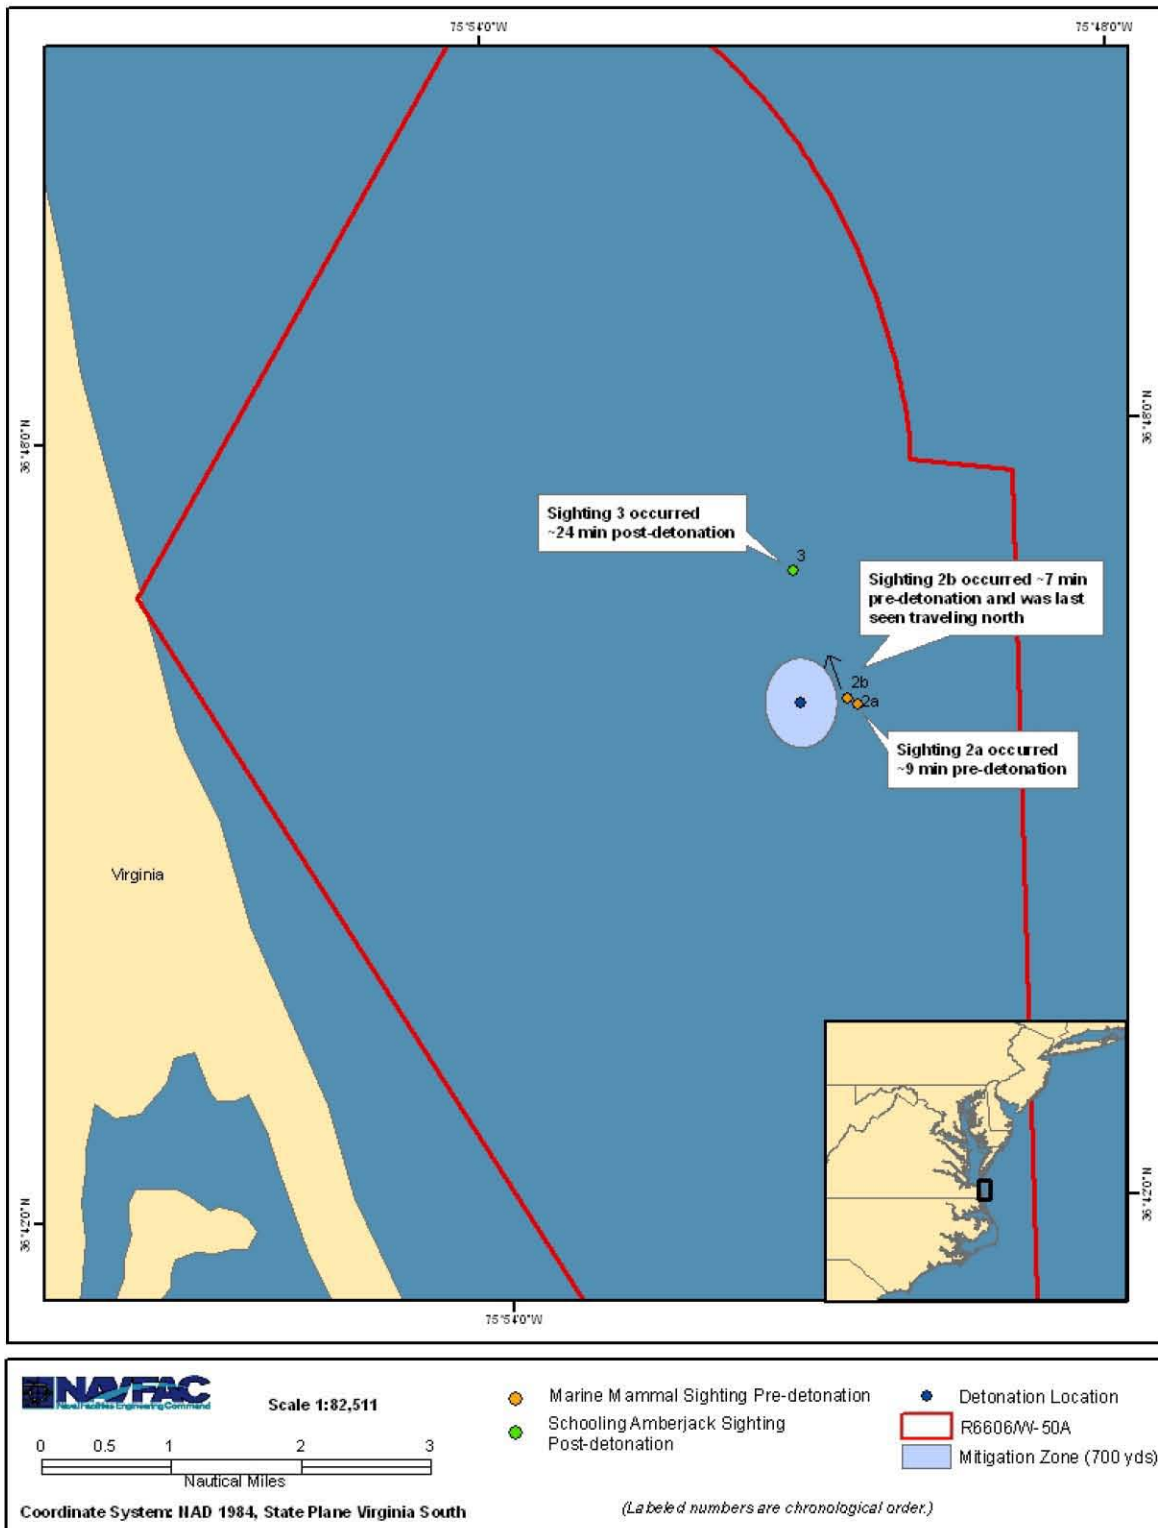 75°54'0"W
75°48'0"W
36°48'0"N
36°48'0"N
Sighting 3 occurred
~24 min post-detonation
3
Sighting 2b occurred ~7 min
pre-detonation and was last
seen traveling north
2b
2a
Sighting 2a occurred
~9 min pre-detonation
Virginia
36°42'0"N
36°42'0"N
75°54'0"W
NAVFAC
Naval Facilities Engineering Command
Scale 1:82,511
0 0.5 1 2 3
Nautical Miles
Coordinate System: NAD 1984, State Plane Virginia South
Marine Mammal Sighting Pre-detonation
Schooling Amberjack Sighting
Post-detonation
Detonation Location
R6606/W-50A
Mitigation Zone (700 yds)
(Labeled numbers are chronological order.)